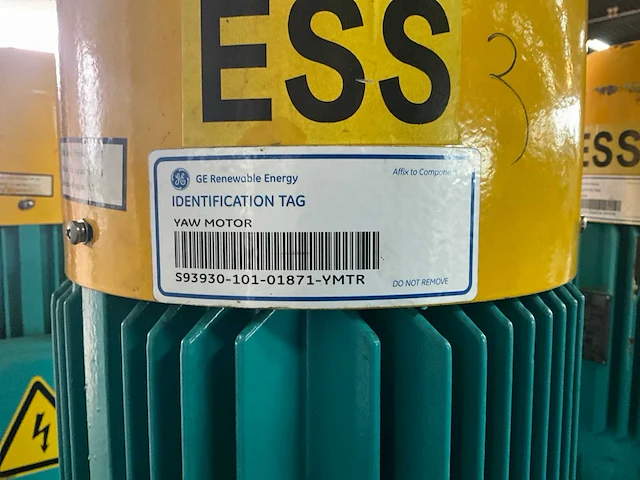 ESS
3
GE Renewable Energy
Affix to Compone
IDENTIFICATION TAG
YAW MOTOR
S93930-101-01871-YMTR
DO NOT REMOVE
ESS